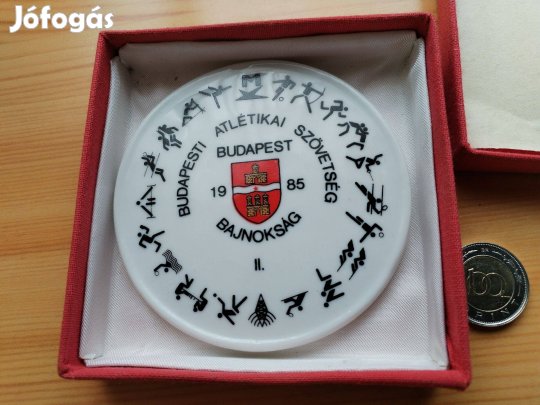 Jófogás
BUDAPESTI ATLÉTIKAI SZÖVETSÉG
BUDAPEST
19 85
BAJNOKSÁG
II.
100